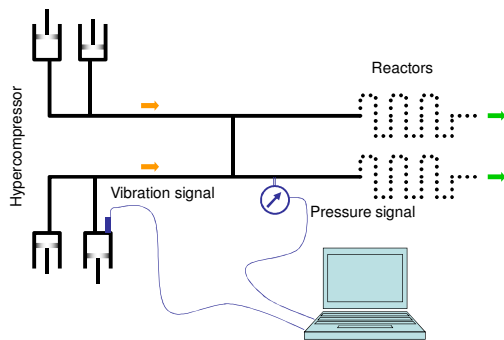 Reactors
Hypercompressor
Vibration signal
Pressure signal